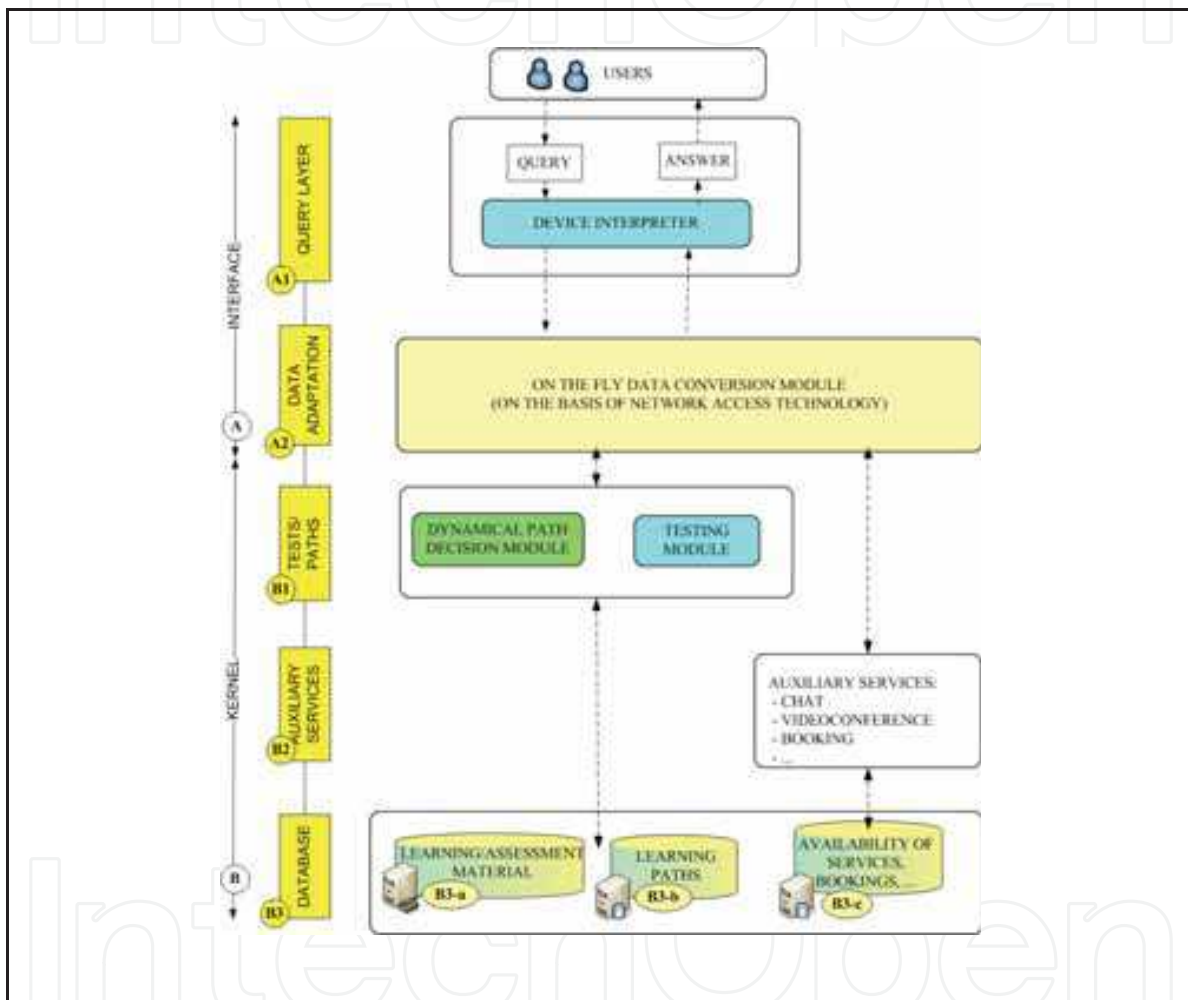 IntechOpen
USERS
INTERFACE
QUERY LAYER
A1
QUERY
ANSWER
DEVICE INTERPRETER
DATA
ADAPTATION
A
A2
ON THE FLY DATA CONVERSION MODULE
(ON THE BASIS OF NETWORK ACCESS TECHNOLOGY)
KERNEL
TESTS/
PATHS
B1
DYNAMICAL PATH
DECISION MODULE
TESTING
MODULE
AUXILIARY
SERVICES
B2
AUXILIARY SERVICES:
- CHAT
- VIDEOCONFERENCE
- BOOKING
- ...
DATABASE
B
B3
LEARNING/ASSESSMENT
MATERIAL
B3-a
LEARNING
PATHS
B3-b
AVAILABILITY OF
SERVICES,
BOOKINGS, ...
B3-c
IntechOpen